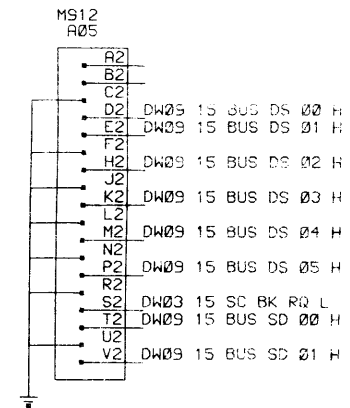 MS12
A05
A2
B2
C2
D2 DW09 15 BUS DS 00 H
E2 DW09 15 BUS DS 01 H
F2
H2 DW09 15 BUS DS 02 H
J2
K2 DW09 15 BUS DS 03 H
L2
M2 DW09 15 BUS DS 04 H
N2
P2 DW09 15 BUS DS 05 H
R2
S2 DW03 15 SC BK RQ L
T2 DW09 15 BUS SD 00 H
U2
V2 DW09 15 BUS SD 01 H